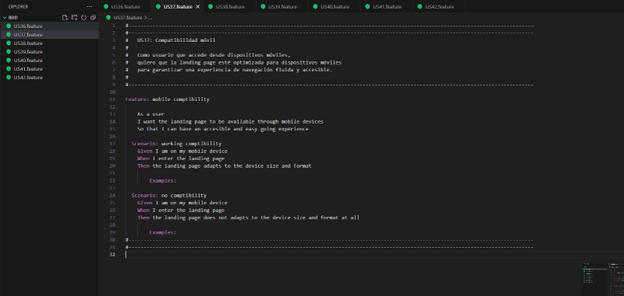 EXPLORER
US36.feature
US37.feature
US38.feature
US39.feature
US40.feature
US41.feature
US42.feature
BDD
US36.feature
US37.feature
US38.feature
US39.feature
US40.feature
US41.feature
US42.feature
US37.feature > ...
1 #
2 #
3 # US37: Compatibilidad móvil
4 #
5 # Como usuario que accede desde dispositivos móviles,
6 # quiero que la landing page esté optimizada para dispositivos móviles
7 # para garantizar una experiencia de navegación fluida y accesible.
8 #
9 #
10
11 Feature: mobile comptibility
12
13 As a user
14 I want the landing page to be available through mobile devices
15 So that I can have an accesible and easy going experience
16
17 Scenario: working comptibility
18 Given I am on my mobile device
19 When I enter the landing page
20 Then the landing page adapts to the device size and format
21
22 Examples:
23
24 Scenario: no comptibility
25 Given I am on my mobile device
26 When I enter the landing page
27 Then the landing page does not adapts to the device size and format at all
28
29 Examples:
30 #
31 #
32